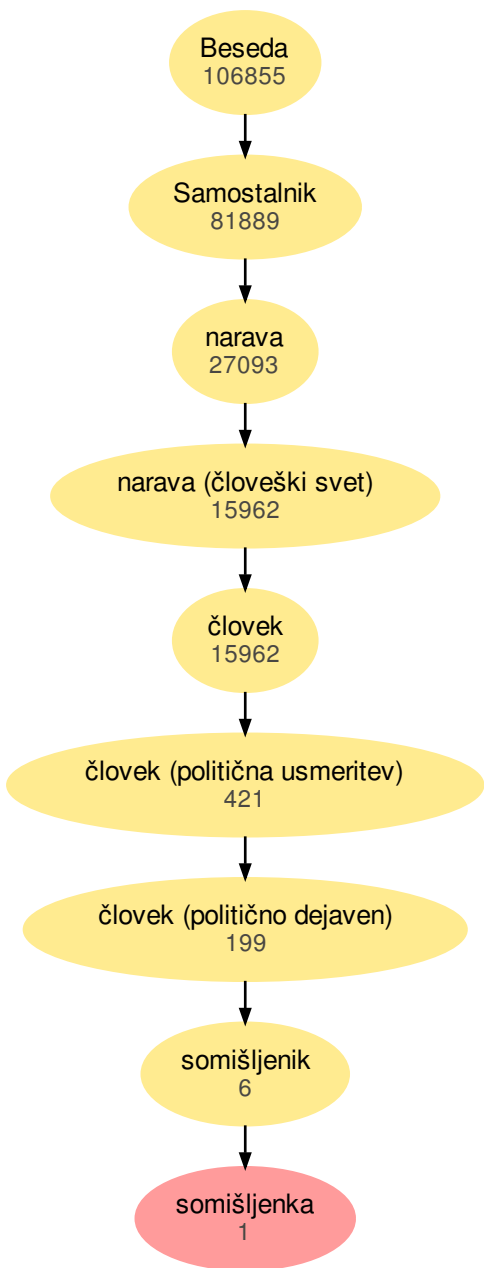 Beseda
106855
Samostalnik
81889
narava
27093
narava (človeški svet)
15962
človek
15962
človek (politična usmeritev)
421
človek (politično dejaven)
199
somišljenik
6
somišljenka
1